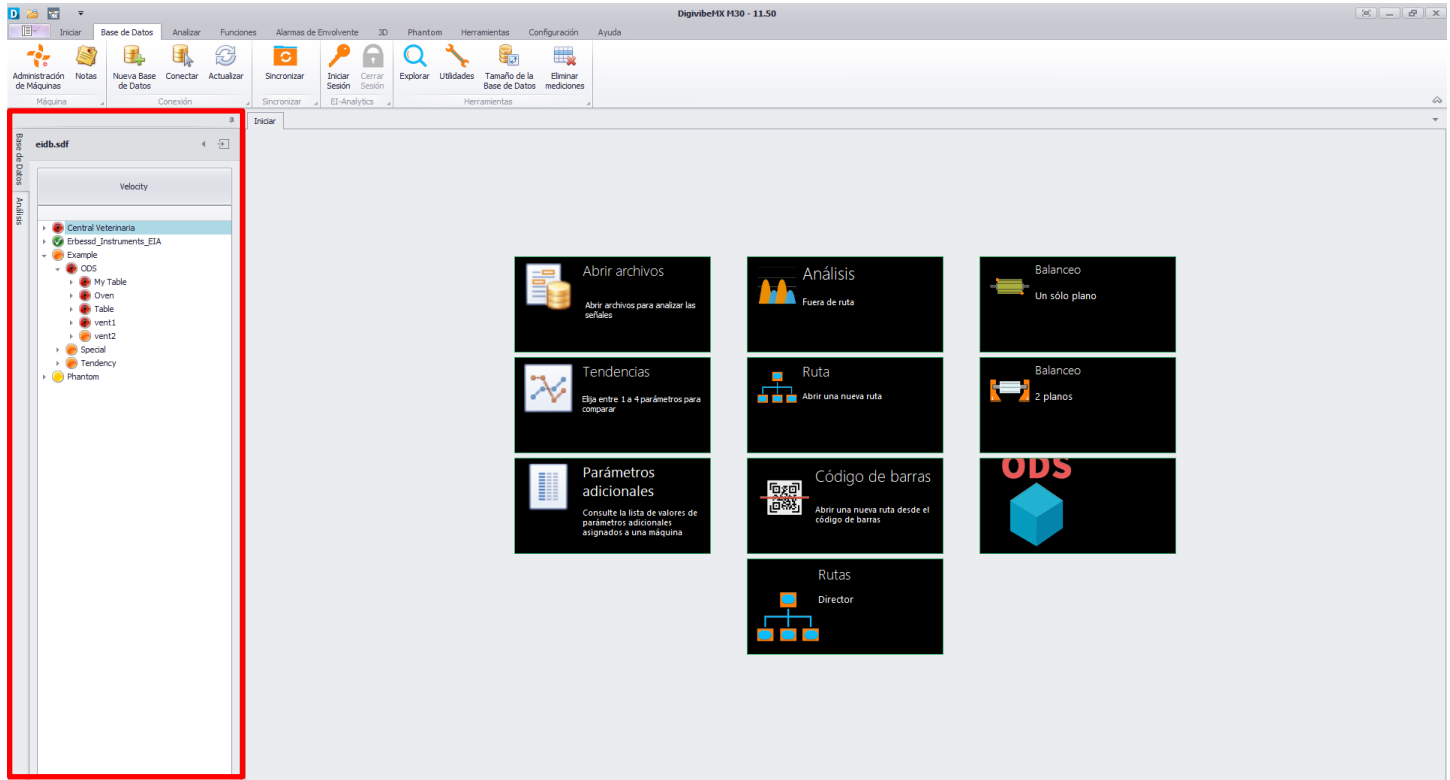 D
DigivibeMX M30 - 11.50
Iniciar Base de Datos Analizar Funciones Alarmas de Envolvente 3D Phantom Herramientas Configuración Ayuda
Administración de Máquinas
Notas
Nueva Base de Datos
Conectar
Actualizar
Sincronizar
Iniciar Sesión
Cerrar Sesión
Explorar
Utilidades
Tamaño de la Base de Datos
Eliminar mediciones
Máquina
Conexión
Sincronizar
EI-Analytics
Herramientas
Base de Datos
Análisis
eidb.sdf
Velocity
Central Veterinaria
Erbessd_Instruments_EIA
Example
ODS
My Table
Oven
Table
vent1
vent2
Special
Tendency
Phantom
Iniciar
Abrir archivos
Abrir archivos para analizar las
señales
Análisis
Fuera de ruta
Balanceo
Un sólo plano
Tendencias
Elija entre 1 a 4 parámetros para
comparar
Ruta
Abrir una nueva ruta
Balanceo
2 planos
Parámetros
adicionales
Consulte la lista de valores de
parámetros adicionales
asignados a una máquina
Código de barras
Abrir una nueva ruta desde el
código de barras
ODS
Rutas
Director